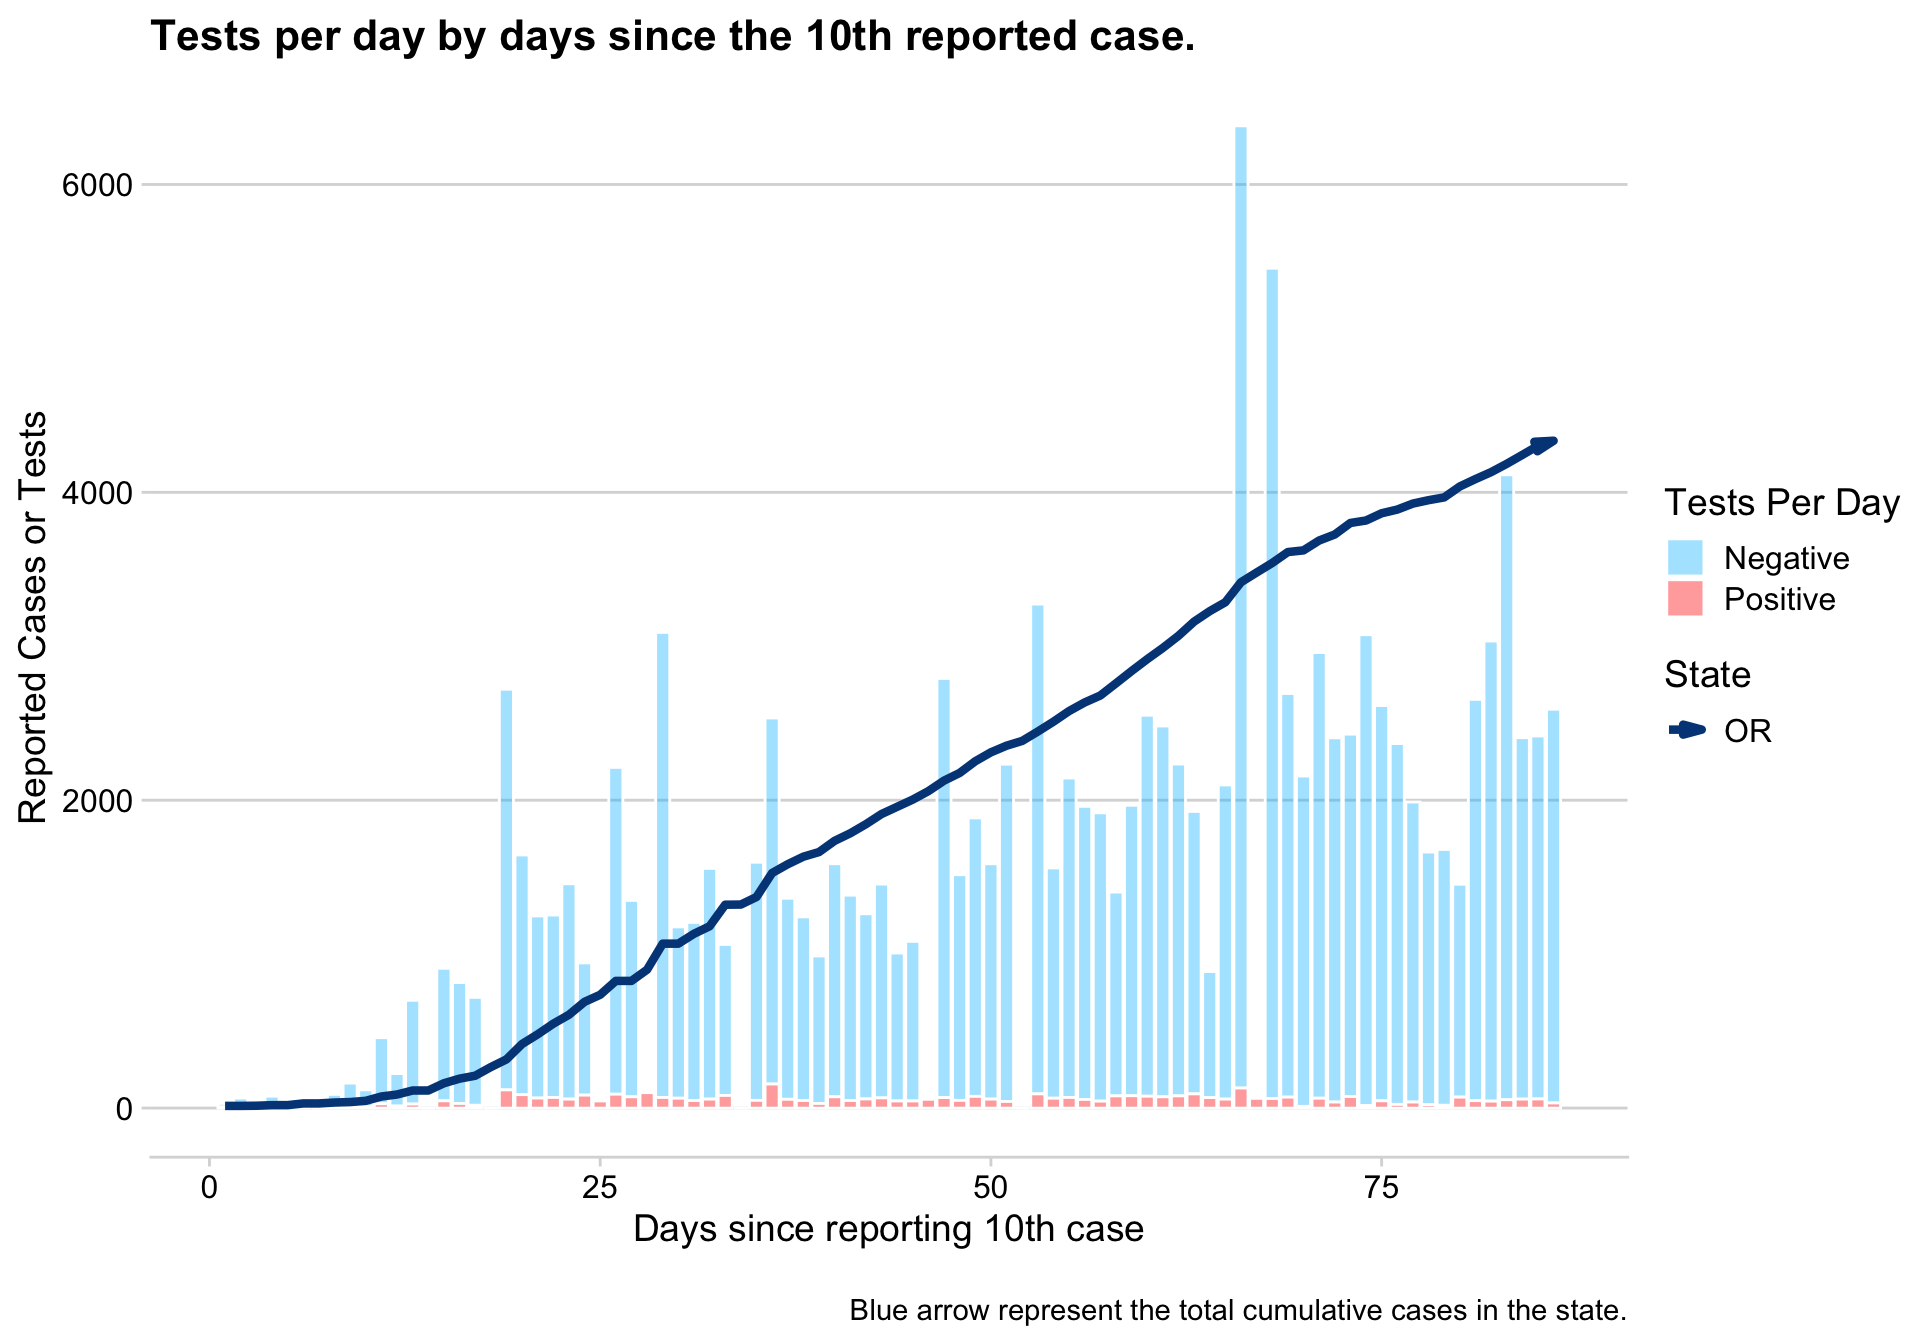 Tests per day by days since the 10th reported case.
6000
4000
2000
0
Reported Cases or Tests
0 25 50 75
Days since reporting 10th case
Tests Per Day
Negative
Positive
State
OR
Blue arrow represent the total cumulative cases in the state.